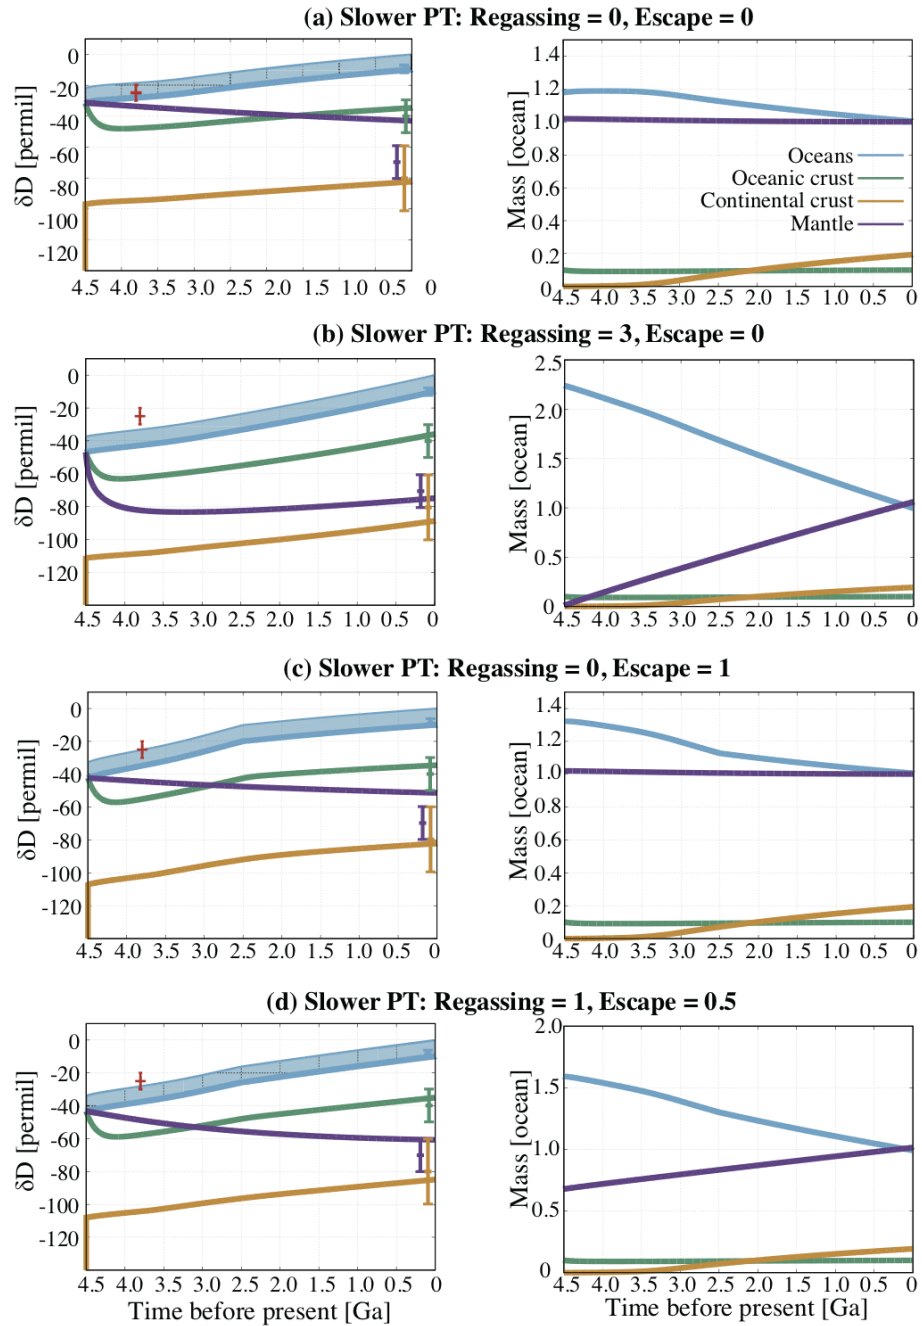 (a) Slower PT: Regassing = 0, Escape = 0
δD [permil]
0
-20
-40
-60
-80
-100
-120
4.5 4.0 3.5 3.0 2.5 2.0 1.5 1.0 0.5 0
Mass [ocean]
1.4
1.2
1.0
0.8
0.6
0.4
0.2
0
Oceans
Oceanic crust
Continental crust
Mantle
4.5 4.0 3.5 3.0 2.5 2.0 1.5 1.0 0.5 0
(b) Slower PT: Regassing = 3, Escape = 0
δD [permil]
0
-20
-40
-60
-80
-100
-120
4.5 4.0 3.5 3.0 2.5 2.0 1.5 1.0 0.5 0
Mass [ocean]
2.5
2.0
1.5
1.0
0.5
0
4.5 4.0 3.5 3.0 2.5 2.0 1.5 1.0 0.5 0
(c) Slower PT: Regassing = 0, Escape = 1
δD [permil]
0
-20
-40
-60
-80
-100
-120
4.5 4.0 3.5 3.0 2.5 2.0 1.5 1.0 0.5 0
Mass [ocean]
1.4
1.2
1.0
0.8
0.6
0.4
0.2
0
4.5 4.0 3.5 3.0 2.5 2.0 1.5 1.0 0.5 0
(d) Slower PT: Regassing = 1, Escape = 0.5
δD [permil]
0
-20
-40
-60
-80
-100
-120
4.5 4.0 3.5 3.0 2.5 2.0 1.5 1.0 0.5 0
Time before present [Ga]
Mass [ocean]
2.0
1.5
1.0
0.5
0
4.5 4.0 3.5 3.0 2.5 2.0 1.5 1.0 0.5 0
Time before present [Ga]